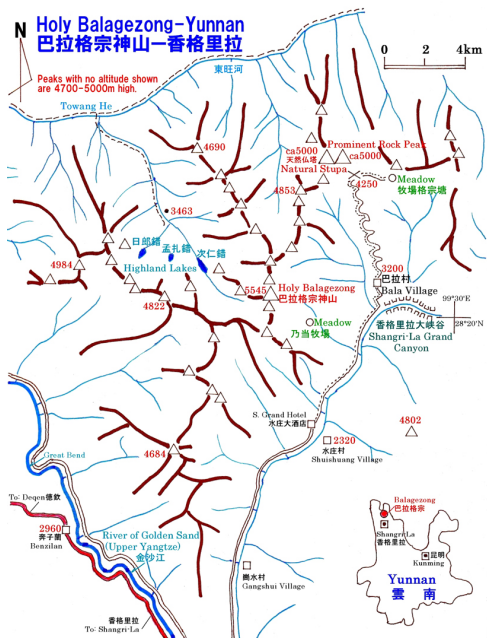 Holy Balagezong-Yunnan
巴拉格宗神山一香格里拉
N
Peaks with no altitude shown
are 4700-5000m high.
0 2 4km
東旺河
Towang He
4690
ca5000
天然仏塔
Natural Stupa
Prominent Rock Peak
ca5000
4853
4250
Meadow
牧場格宗塘
3463
日郎錯
孟扎錯
次仁錯
Highland Lakes
4984
4822
5545
Holy Balagezong
巴拉格宗神山
3200
巴拉村
Bala Village
99°30'E
28°20'N
香格里拉大峡谷
Shangri-La Grand
Canyon
Meadow
乃当牧場
S. Grand Hotel
水庄大酒店
2320
水庄村
Shuishuang Village
4802
4684
Great Bend
To: Deqen德欽
2960
奔子蘭
Benzilan
River of Golden Sand
(Upper Yangtze)
金沙江
香格里拉
To: Shangri-La
崗水村
Gangshui Village
Balagezong
巴拉格宗
Shangri-La
香格里拉
昆明
Kunming
Yunnan
雲 南